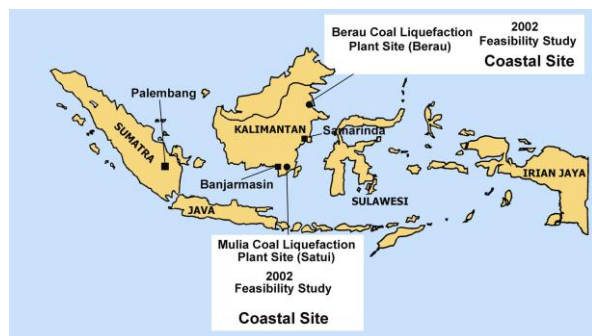 Berau Coal Liquefaction
Plant Site (Berau)
2002
Feasibility Study
Coastal Site
Palembang
SUMATRA
KALIMANTAN
Samarinda
Banjarmasin
SULAWESI
IRIAN JAYA
JAVA
Mulia Coal Liquefaction
Plant Site (Satui)
2002
Feasibility Study
Coastal Site